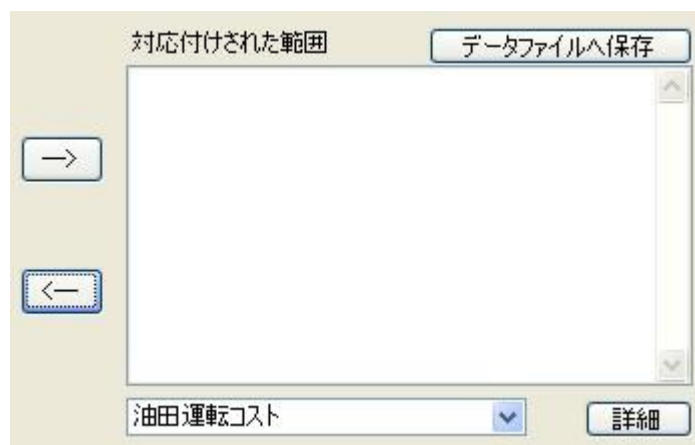 対応付けされた範囲
データファイルへ保存
—>
<—
油田運転コスト
詳細